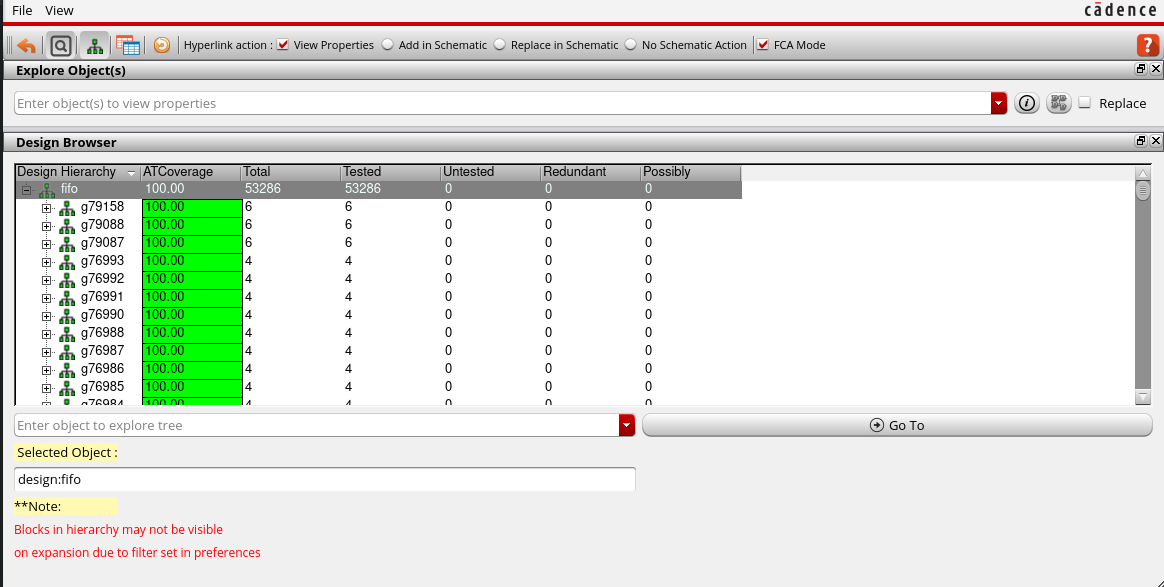 File View
cādence
Hyperlink action : View Properties Add in Schematic Replace in Schematic No Schematic Action FCA Mode ?
Explore Object(s)
Enter object(s) to view properties Replace
Design Browser
Design Hierarchy ATCoverage Total Tested Untested Redundant Possibly
fifo 100.00 53286 53286 0 0 0
g79158 100.00 6 6 0 0 0
g79088 100.00 6 6 0 0 0
g79087 100.00 6 6 0 0 0
g76993 100.00 4 4 0 0 0
g76992 100.00 4 4 0 0 0
g76991 100.00 4 4 0 0 0
g76990 100.00 4 4 0 0 0
g76988 100.00 4 4 0 0 0
g76987 100.00 4 4 0 0 0
g76986 100.00 4 4 0 0 0
g76985 100.00 4 4 0 0 0
g76984 100.00 4 4 0 0 0
Enter object to explore tree Go To
Selected Object :
design:fifo
**Note:
Blocks in hierarchy may not be visible
on expansion due to filter set in preferences